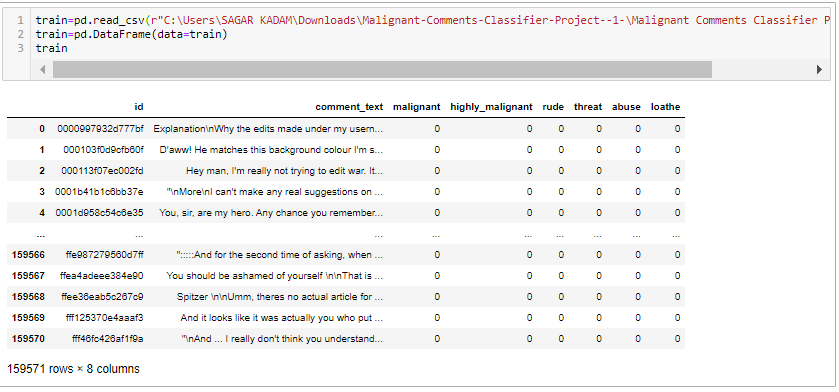 1 train=pd.read_csv(r"C:\Users\SAGAR KADAM\Downloads\Malignant-Comments-Classifier-Project--1-\Malignant Comments Classifier P
2 train=pd.DataFrame(data=train)
3 train
id comment_text malignant highly_malignant rude threat abuse loathe
0 0000997932d777bf Explanation\nWhy the edits made under my usern... 0 0 0 0 0 0
1 000103f0d9cfb60f D'aww! He matches this background colour I'm s... 0 0 0 0 0 0
2 000113f07ec002fd Hey man, I'm really not trying to edit war. It... 0 0 0 0 0 0
3 0001b41b1c6bb37e "\nMore\nI can't make any real suggestions on ... 0 0 0 0 0 0
4 0001d958c54c6e35 You, sir, are my hero. Any chance you remember... 0 0 0 0 0 0
... ... ... ... ... ... ... ... ...
159566 ffe987279560d7ff ":::::And for the second time of asking, when ... 0 0 0 0 0 0
159567 ffea4adeee384e90 You should be ashamed of yourself \n\nThat is ... 0 0 0 0 0 0
159568 ffee36eab5c267c9 Spitzer \n\nUmm, theres no actual article for ... 0 0 0 0 0 0
159569 fff125370e4aaaf3 And it looks like it was actually you who put ... 0 0 0 0 0 0
159570 fff46fc426af1f9a "\nAnd ... I really don't think you understand... 0 0 0 0 0 0
159571 rows × 8 columns